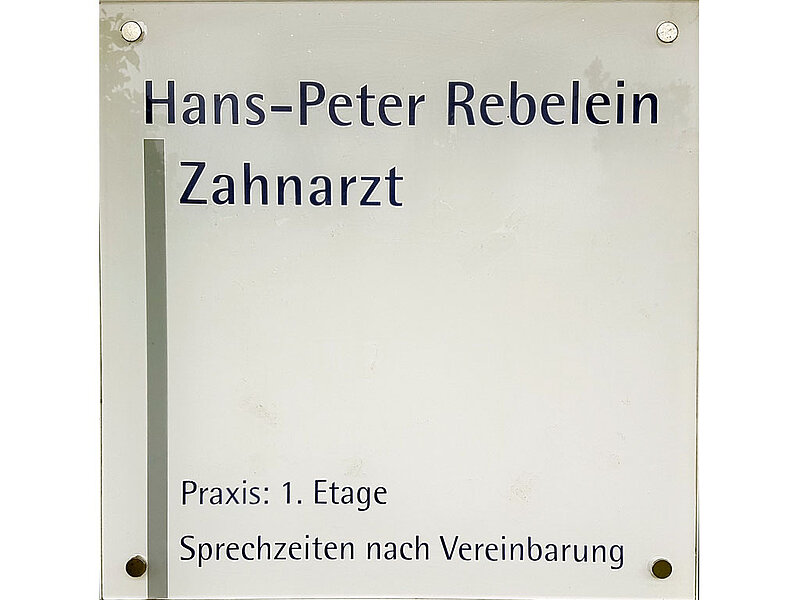 Hans-Peter Rebelein
Zahnarzt
Praxis: 1. Etage
Sprechzeiten nach Vereinbarung